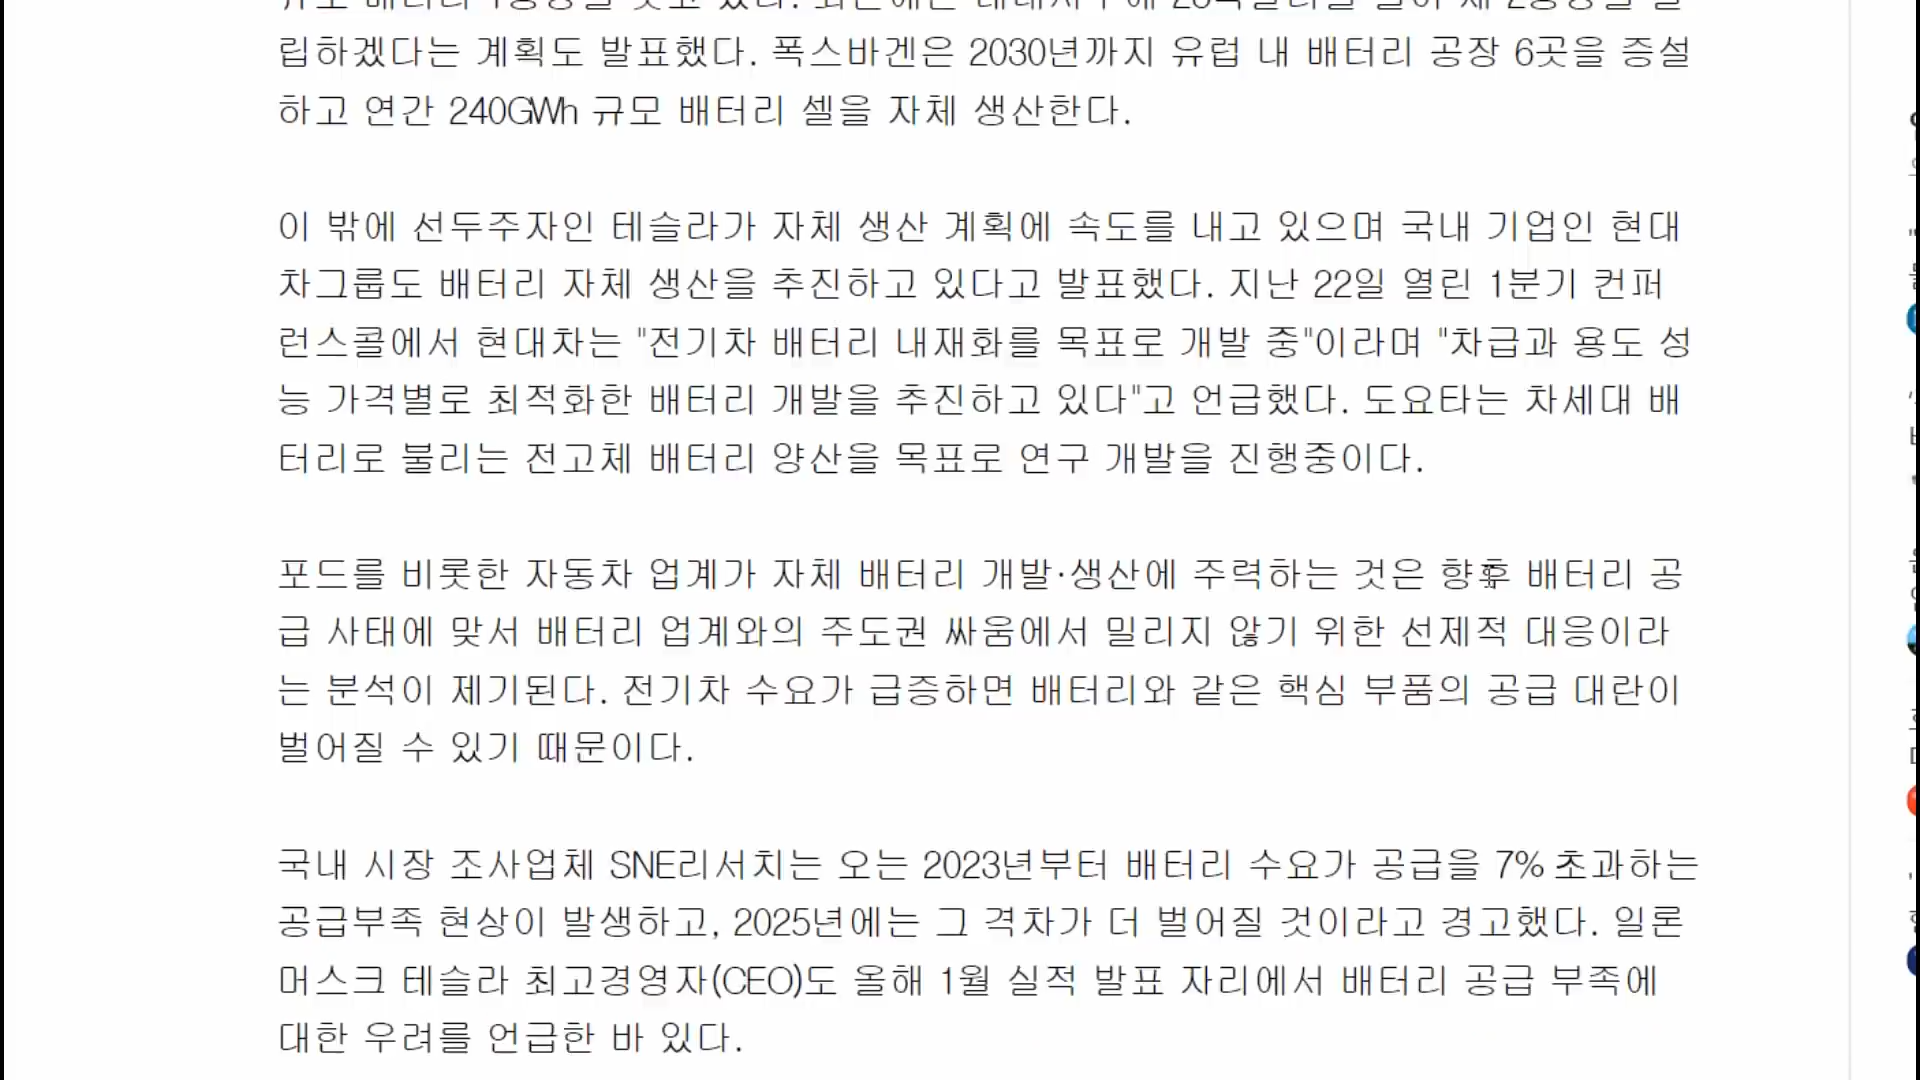 립하겠다는 계획도 발표했다. 폭스바겐은 2030년까지 유럽 내 배터리 공장 6곳을 증설
하고 연간 240GWh 규모 배터리 셀을 자체 생산한다.
이 밖에 선두주자인 테슬라가 자체 생산 계획에 속도를 내고 있으며 국내 기업인 현대
차그룹도 배터리 자체 생산을 추진하고 있다고 발표했다. 지난 22일 열린 1분기 컨퍼
런스콜에서 현대차는 "전기차 배터리 내재화를 목표로 개발 중"이라며 "차급과 용도 성
능 가격별로 최적화한 배터리 개발을 추진하고 있다"고 언급했다. 도요타는 차세대 배
터리로 불리는 전고체 배터리 양산을 목표로 연구 개발을 진행중이다.
포드를 비롯한 자동차 업계가 자체 배터리 개발·생산에 주력하는 것은 향후 배터리 공
급 사태에 맞서 배터리 업계와의 주도권 싸움에서 밀리지 않기 위한 선제적 대응이라
는 분석이 제기된다. 전기차 수요가 급증하면 배터리와 같은 핵심 부품의 공급 대란이
벌어질 수 있기 때문이다.
국내 시장 조사업체 SNE리서치는 오는 2023년부터 배터리 수요가 공급을 7% 초과하는
공급부족 현상이 발생하고, 2025년에는 그 격차가 더 벌어질 것이라고 경고했다. 일론
머스크 테슬라 최고경영자(CEO)도 올해 1월 실적 발표 자리에서 배터리 공급 부족에
대한 우려를 언급한 바 있다.